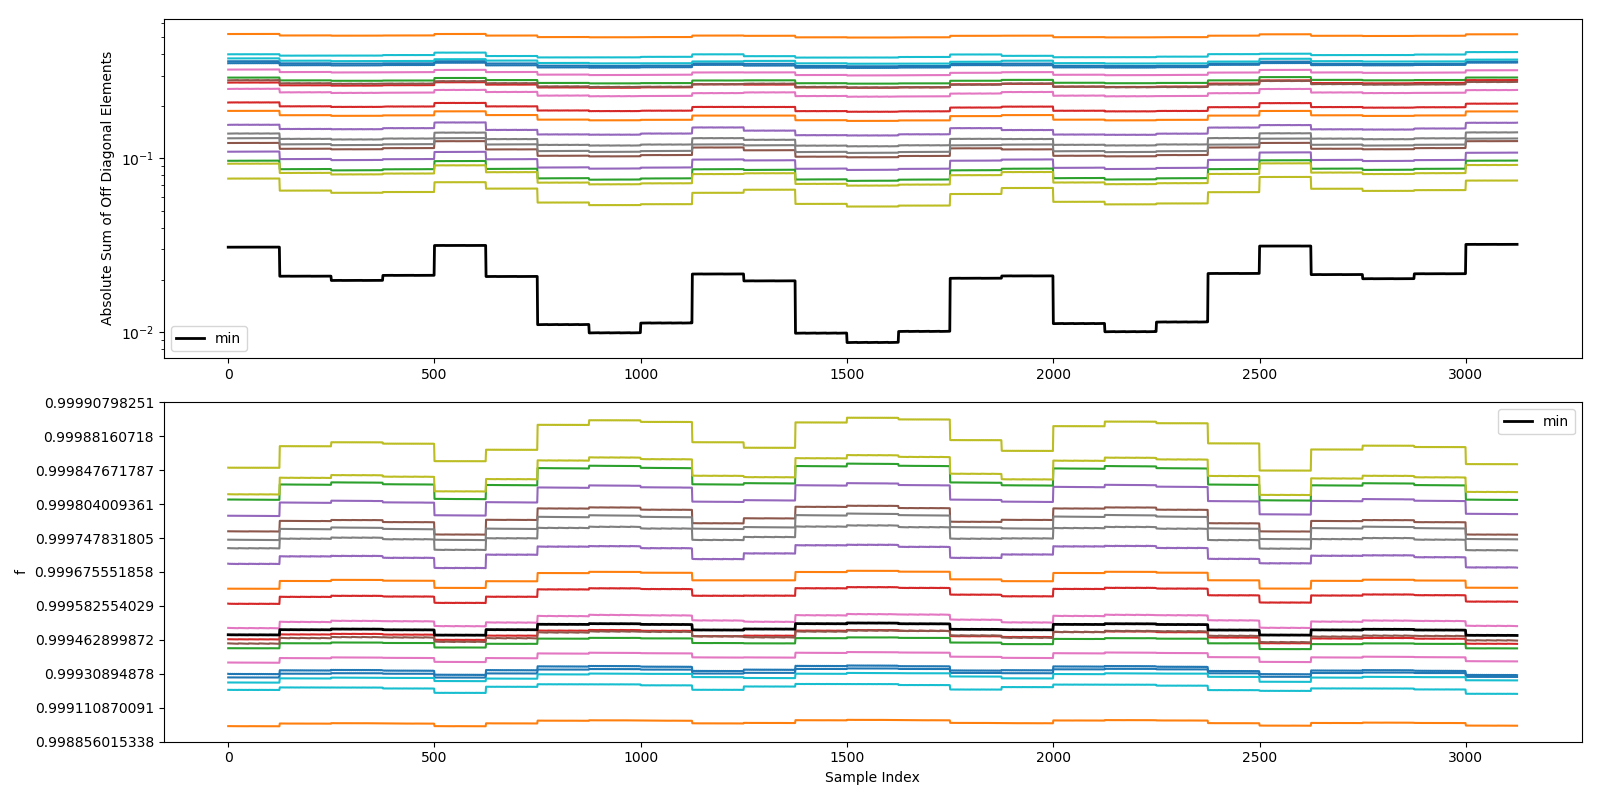 Absolute Sum of Off Diagonal Elements
10⁻¹
10⁻²
min
0 500 1000 1500 2000 2500 3000
f
0.99990798251
0.99988160718
0.999847671787
0.999804009361
0.999747831805
0.999675551858
0.999582554029
0.999462899872
0.99930894878
0.999110870091
0.998856015338
min
0 500 1000 1500 2000 2500 3000
Sample Index